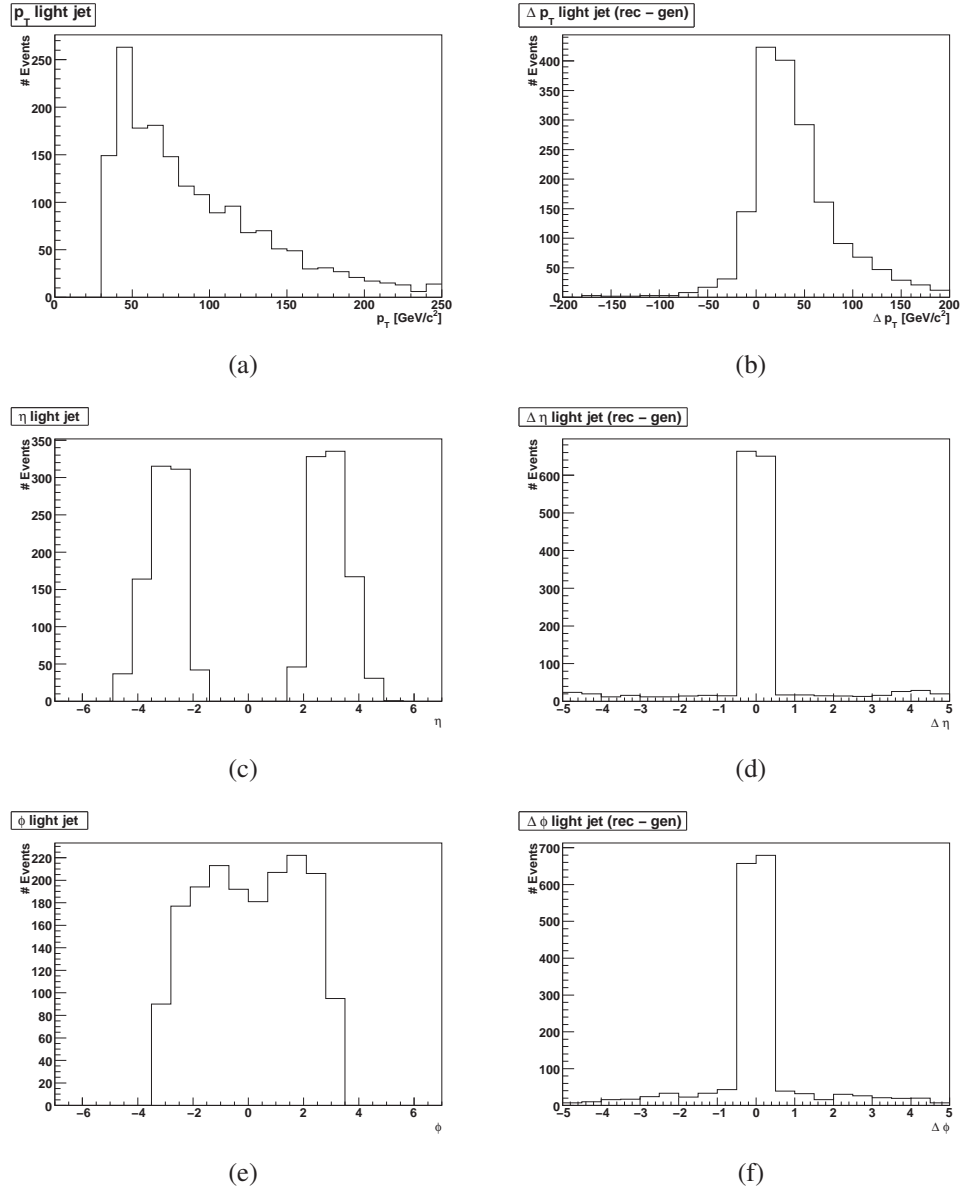 p_T light jet
# Events
250
200
150
100
50
0
0 50 100 150 200 250
p_T [GeV/c²]
(a)
Δ p_T light jet (rec – gen)
# Events
400
350
300
250
200
150
100
50
0
−200 −150 −100 −50 0 50 100 150 200
Δ p_T [GeV/c²]
(b)
η light jet
# Events
350
300
250
200
150
100
50
0
−6 −4 −2 0 2 4 6
η
(c)
Δ η light jet (rec – gen)
# Events
600
500
400
300
200
100
0
−5 −4 −3 −2 −1 0 1 2 3 4 5
Δ η
(d)
ϕ light jet
# Events
220
200
180
160
140
120
100
80
60
40
20
0
−6 −4 −2 0 2 4 6
ϕ
(e)
Δ ϕ light jet (rec – gen)
# Events
700
600
500
400
300
200
100
0
−5 −4 −3 −2 −1 0 1 2 3 4 5
Δ ϕ
(f)